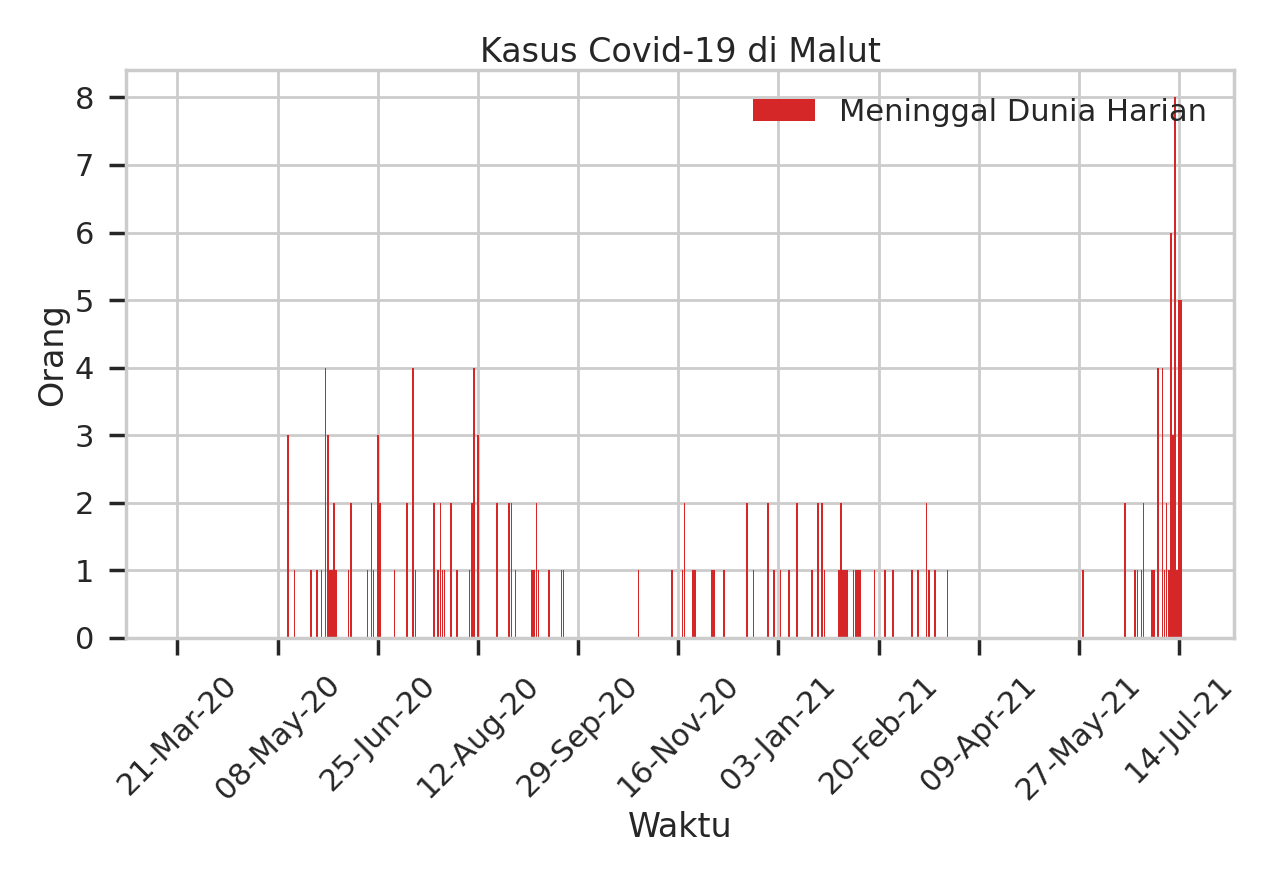 Kasus Covid-19 di Malut
Meninggal Dunia Harian
Orang
8
7
6
5
4
3
2
1
0
21-Mar-20
08-May-20
25-Jun-20
12-Aug-20
29-Sep-20
16-Nov-20
03-Jan-21
20-Feb-21
09-Apr-21
27-May-21
14-Jul-21
Waktu